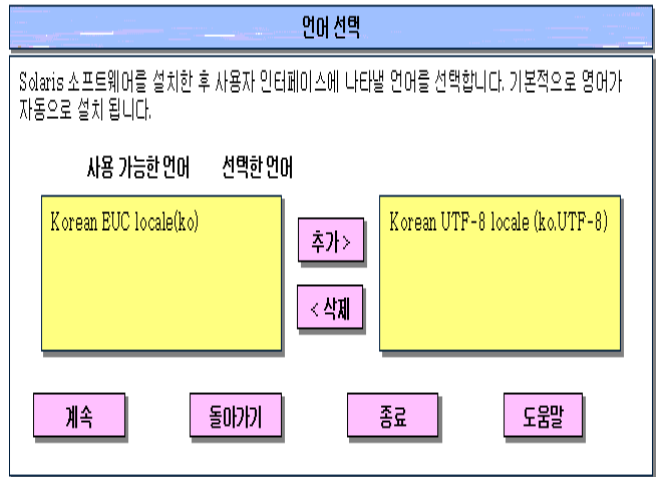 언어 선택
Solaris 소프트웨어를 설치한 후 사용자 인터페이스에 나타낼 언어를 선택합니다. 기본적으로 영어가
자동으로 설치 됩니다.
사용 가능한 언어 선택한 언어
Korean EUC locale(ko)
추가 >
< 삭제
Korean UTF-8 locale (ko.UTF-8)
계속 돌아가기 종료 도움말